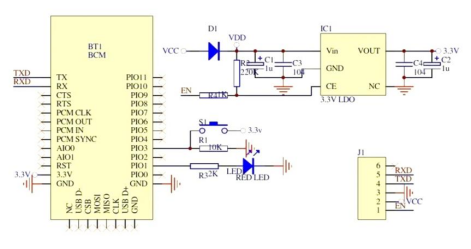 D1
IC1
BT1
BCM
VCC
VDD
R2
220K
C1
1u
C3
104
Vin
VOUT
GND
CE
NC
3.3V LDO
3.3V
C4
104
C2
1u
EN
TXD
RXD
TX
RX
CTS
RTS
PCM CLK
PCM OUT
PCM IN
PCM SYNC
AIO0
AIO1
RST
3.3V
GND
PIO11
PIO10
PIO9
PIO8
PIO7
PIO6
PIO5
PIO4
PIO3
PIO2
PIO1
PIO0
GND
3.3V
NC
USB D-
CSB
MOSI
MISO
CLK
USB D+
GND
S1
3.3v
R1
10K
R3
2K
LED
RED LED
J1
6
5
4
3
2
1
RXD
TXD
VCC
EN